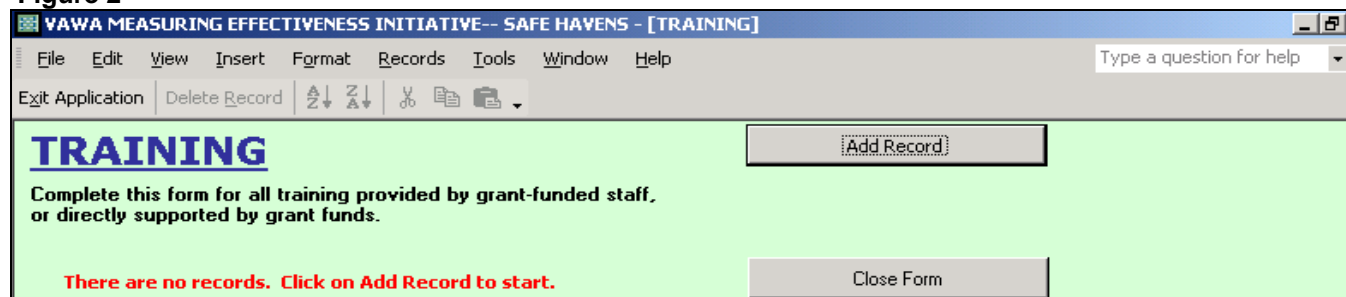 Figure 2
VAWA MEASURING EFFECTIVENESS INITIATIVE-- SAFE HAVENS - [TRAINING]
File Edit View Insert Format Records Tools Window Help Type a question for help
Exit Application Delete Record
TRAINING
Add Record
Complete this form for all training provided by grant-funded staff,
or directly supported by grant funds.
There are no records. Click on Add Record to start.
Close Form